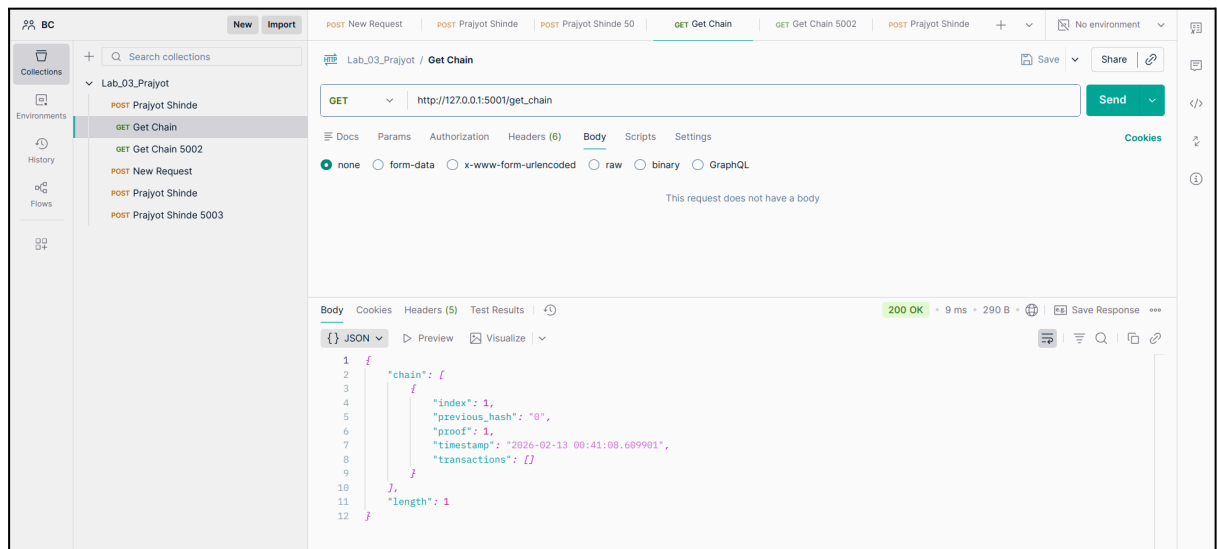 BC New Import
POST New Request POST Prajyot Shinde POST Prajyot Shinde 50 GET Get Chain GET Get Chain 5002 POST Prajyot Shinde No environment
Collections
Environments
History
Flows
Search collections
Lab_03_Prajyot
POST Prajyot Shinde
GET Get Chain
GET Get Chain 5002
POST New Request
POST Prajyot Shinde
POST Prajyot Shinde 5003
HTTP Lab_03_Prajyot / Get Chain Save Share
GET http://127.0.0.1:5001/get_chain Send
Docs Params Authorization Headers (6) Body Scripts Settings Cookies
none form-data x-www-form-urlencoded raw binary GraphQL
This request does not have a body
Body Cookies Headers (5) Test Results 200 OK • 9 ms • 290 B • e.g. Save Response
{} JSON Preview Visualize
1 {
2 "chain": [
3 {
4 "index": 1,
5 "previous_hash": "0",
6 "proof": 1,
7 "timestamp": "2026-02-13 00:41:08.609901",
8 "transactions": []
9 }
10 ],
11 "length": 1
12 }